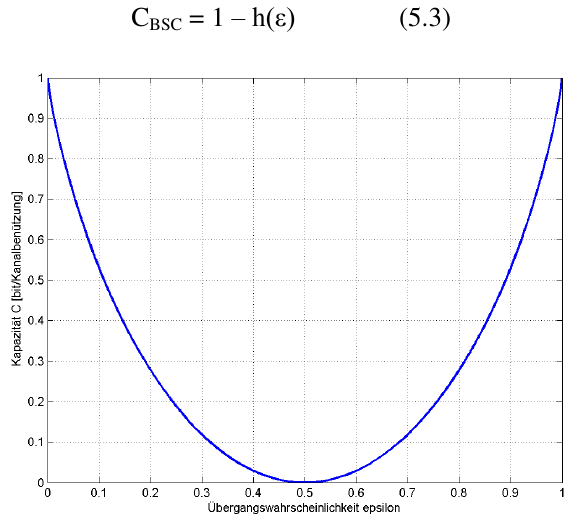 C_BSC = 1 – h(ε) (5.3)
1
0.9
0.8
0.7
0.6
0.5
0.4
0.3
0.2
0.1
0
Kapazität C [bit/Kanalbenützung]
0 0.1 0.2 0.3 0.4 0.5 0.6 0.7 0.8 0.9 1
Übergangswahrscheinlichkeit epsilon